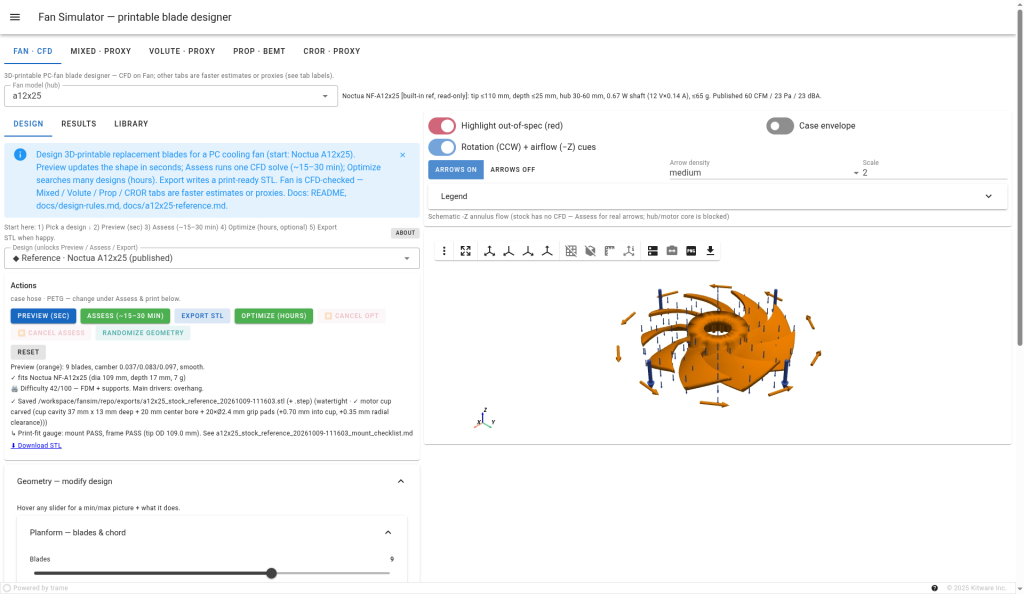 Fan Simulator — printable blade designer
FAN · CFD
MIXED · PROXY
VOLUTE · PROXY
PROP · BEMT
CROR · PROXY
3D-printable PC-fan blade designer — CFD on Fan; other tabs are faster estimates or proxies (see tab labels).
Fan model (hub)
a12x25
Noctua NF-A12x25 [built-in ref, read-only]: tip ≤110 mm, depth ≤25 mm, hub 30-60 mm, 0.67 W shaft (12 V×0.14 A), ≤65 g. Published 60 CFM / 23 Pa / 23 dBA.
DESIGN
RESULTS
LIBRARY
Design 3D-printable replacement blades for a PC cooling fan (start: Noctua A12x25).
Preview updates the shape in seconds; Assess runs one CFD solve (~15–30 min); Optimize
searches many designs (hours). Export writes a print-ready STL. Fan is CFD-checked —
Mixed / Volute / Prop / CROR tabs are faster estimates or proxies. Docs: README,
docs/design-rules.md, docs/a12x25-reference.md.
Start here: 1) Pick a design ↓ 2) Preview (sec) 3) Assess (~15–30 min) 4) Optimize (hours, optional) 5) Export
STL when happy.
ABOUT
Design (unlocks Preview / Assess / Export)
◆ Reference · Noctua A12x25 (published)
Actions
case hose · PETG — change under Assess & print below.
PREVIEW (SEC)
ASSESS (~15–30 MIN)
EXPORT STL
OPTIMIZE (HOURS)
CANCEL OPT
CANCEL ASSESS
RANDOMIZE GEOMETRY
RESET
Preview (orange): 9 blades, camber 0.037/0.083/0.097, smooth.
✓ fits Noctua NF-A12x25 (dia 109 mm, depth 17 mm, 7 g)
🖨 Difficulty 42/100 — FDM + supports. Main drivers: overhang.
✓ Saved /workspace/fansim/repo/exports/a12x25_stock_reference_20261009-111603.stl (+ .step) (watertight · ✓ motor cup
carved (cup cavity 37 mm x 13 mm deep + 20 mm center bore + 20×Ø2.4 mm grip pads (+0.70 mm into cup, +0.35 mm radial
clearance)))
↳ Print-fit gauge: mount PASS, frame PASS (tip OD 109.0 mm). See a12x25_stock_reference_20261009-111603_mount_checklist.md
⬇ Download STL
Geometry — modify design
Hover any slider for a min/max picture + what it does.
Planform — blades & chord
Blades
9
Highlight out-of-spec (red)
Case envelope
Rotation (CCW) + airflow (−Z) cues
ARROWS ON
ARROWS OFF
Arrow density
medium
Scale
2
Legend
Schematic -Z annulus flow (stock has no CFD — Assess for real arrows; hub/motor core is blocked)
PNG
Z
X
Y
Powered by trame
© 2025 Kitware Inc.